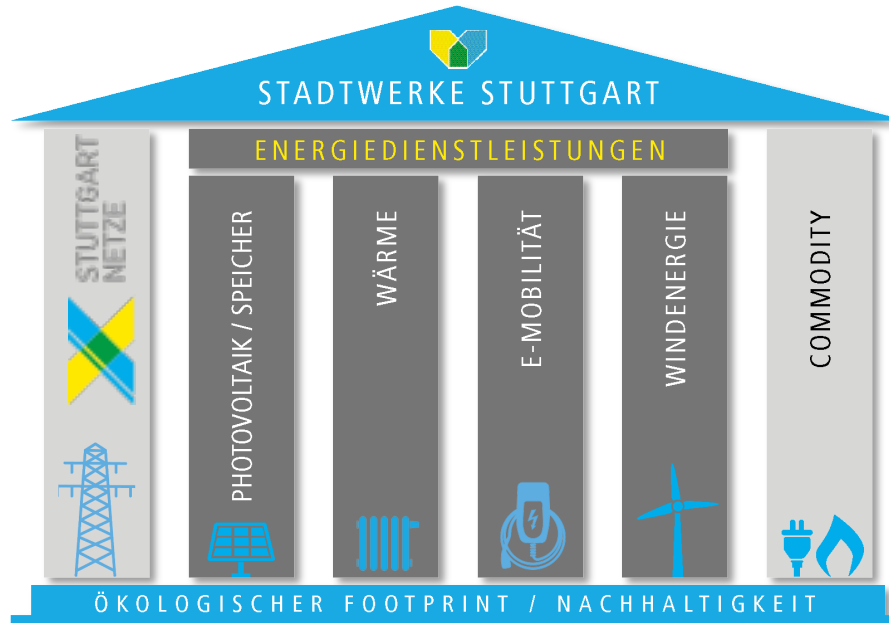 STADTWERKE STUTTGART
ENERGIEDIENSTLEISTUNGEN
STUTTGART
NETZE
PHOTOVOLTAIK / SPEICHER
WÄRME
E-MOBILITÄT
WINDENERGIE
COMMODITY
ÖKOLOGISCHER FOOTPRINT / NACHHALTIGKEIT